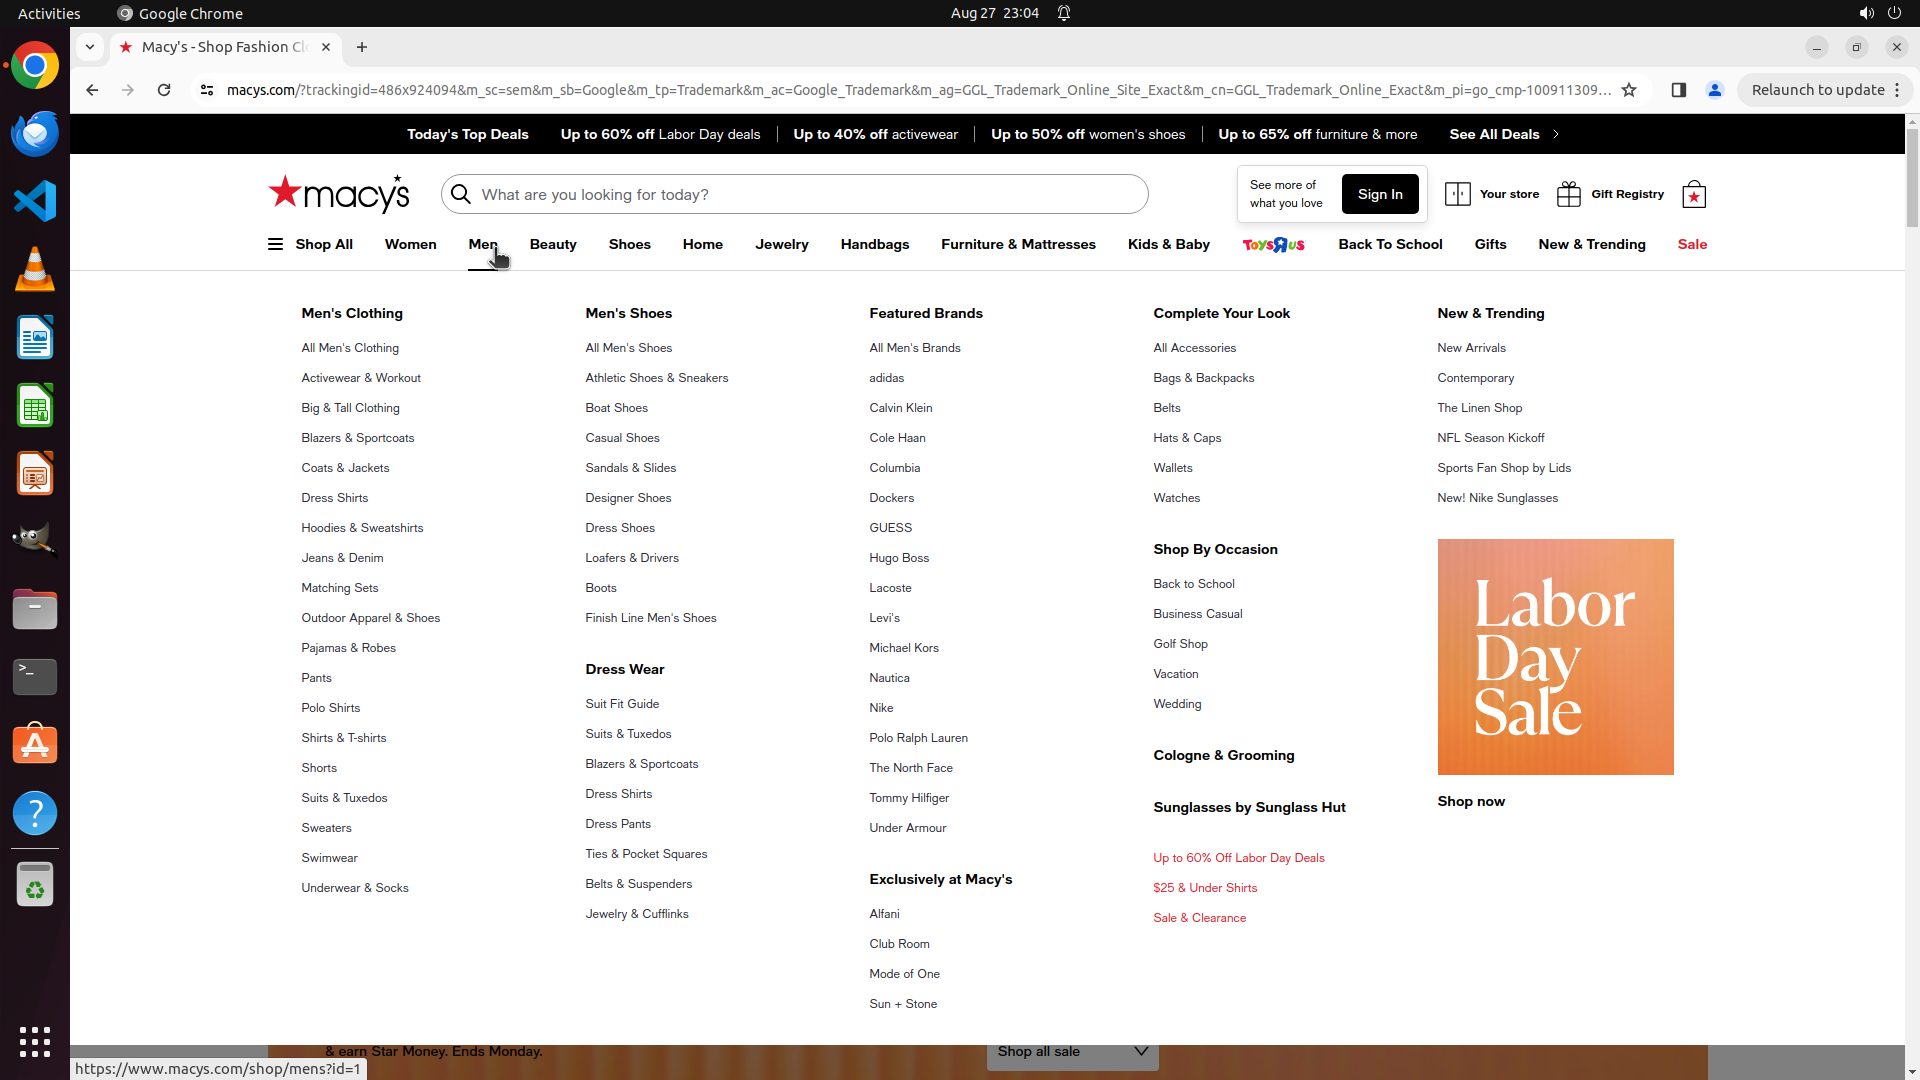 Activities
Google Chrome
Aug 27 23:04
Macy's - Shop Fashion Cl
macys.com/?trackingid=486x924094&m_sc=sem&m_sb=Google&m_tp=Trademark&m_ac=Google_Trademark&m_ag=GGL_Trademark_Online_Site_Exact&m_cn=GGL_Trademark_Online_Exact&m_pi=go_cmp-100911309...
Relaunch to update
Today's Top Deals
Up to 60% off Labor Day deals
Up to 40% off activewear
Up to 50% off women's shoes
Up to 65% off furniture & more
See All Deals
macy's
What are you looking for today?
See more of
what you love
Sign In
Your store
Gift Registry
Shop All
Women
Men
Beauty
Shoes
Home
Jewelry
Handbags
Furniture & Mattresses
Kids & Baby
ToysRus
Back To School
Gifts
New & Trending
Sale
Men's Clothing
All Men's Clothing
Activewear & Workout
Big & Tall Clothing
Blazers & Sportcoats
Coats & Jackets
Dress Shirts
Hoodies & Sweatshirts
Jeans & Denim
Matching Sets
Outdoor Apparel & Shoes
Pajamas & Robes
Pants
Polo Shirts
Shirts & T-shirts
Shorts
Suits & Tuxedos
Sweaters
Swimwear
Underwear & Socks
Men's Shoes
All Men's Shoes
Athletic Shoes & Sneakers
Boat Shoes
Casual Shoes
Sandals & Slides
Designer Shoes
Dress Shoes
Loafers & Drivers
Boots
Finish Line Men's Shoes
Dress Wear
Suit Fit Guide
Suits & Tuxedos
Blazers & Sportcoats
Dress Shirts
Dress Pants
Ties & Pocket Squares
Belts & Suspenders
Jewelry & Cufflinks
Featured Brands
All Men's Brands
adidas
Calvin Klein
Cole Haan
Columbia
Dockers
GUESS
Hugo Boss
Lacoste
Levi's
Michael Kors
Nautica
Nike
Polo Ralph Lauren
The North Face
Tommy Hilfiger
Under Armour
Exclusively at Macy's
Alfani
Club Room
Mode of One
Sun + Stone
Complete Your Look
All Accessories
Bags & Backpacks
Belts
Hats & Caps
Wallets
Watches
Shop By Occasion
Back to School
Business Casual
Golf Shop
Vacation
Wedding
Cologne & Grooming
Sunglasses by Sunglass Hut
Up to 60% Off Labor Day Deals
$25 & Under Shirts
Sale & Clearance
New & Trending
New Arrivals
Contemporary
The Linen Shop
NFL Season Kickoff
Sports Fan Shop by Lids
New! Nike Sunglasses
Labor
Day
Sale
Shop now
& earn Star Money. Ends Monday.
Shop all sale
https://www.macys.com/shop/mens?id=1